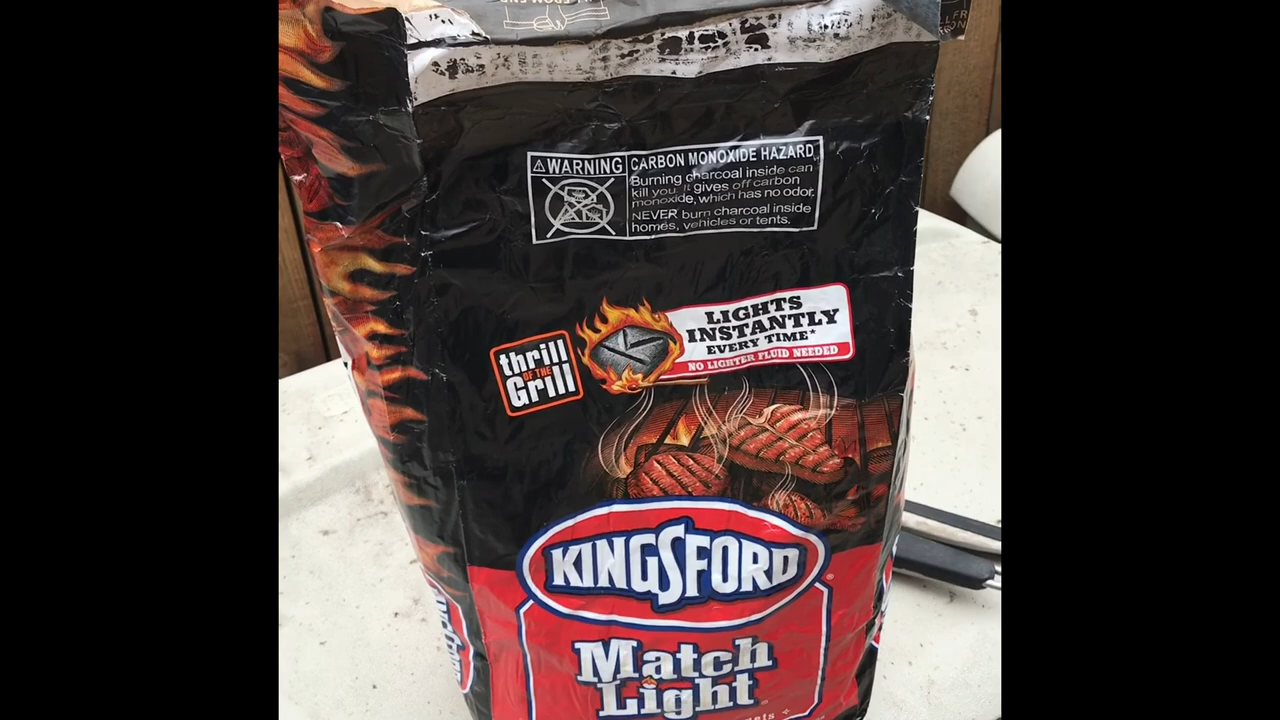 WARNING
CARBON MONOXIDE HAZARD
Burning charcoal inside can
kill you. It gives off carbon
monoxide, which has no odor.
NEVER burn charcoal inside
homes, vehicles or tents.
LIGHTS
INSTANTLY
EVERY TIME*
NO LIGHTER FLUID NEEDED
thrill
OF THE
Grill
KINGSFORD
®
Match
Light